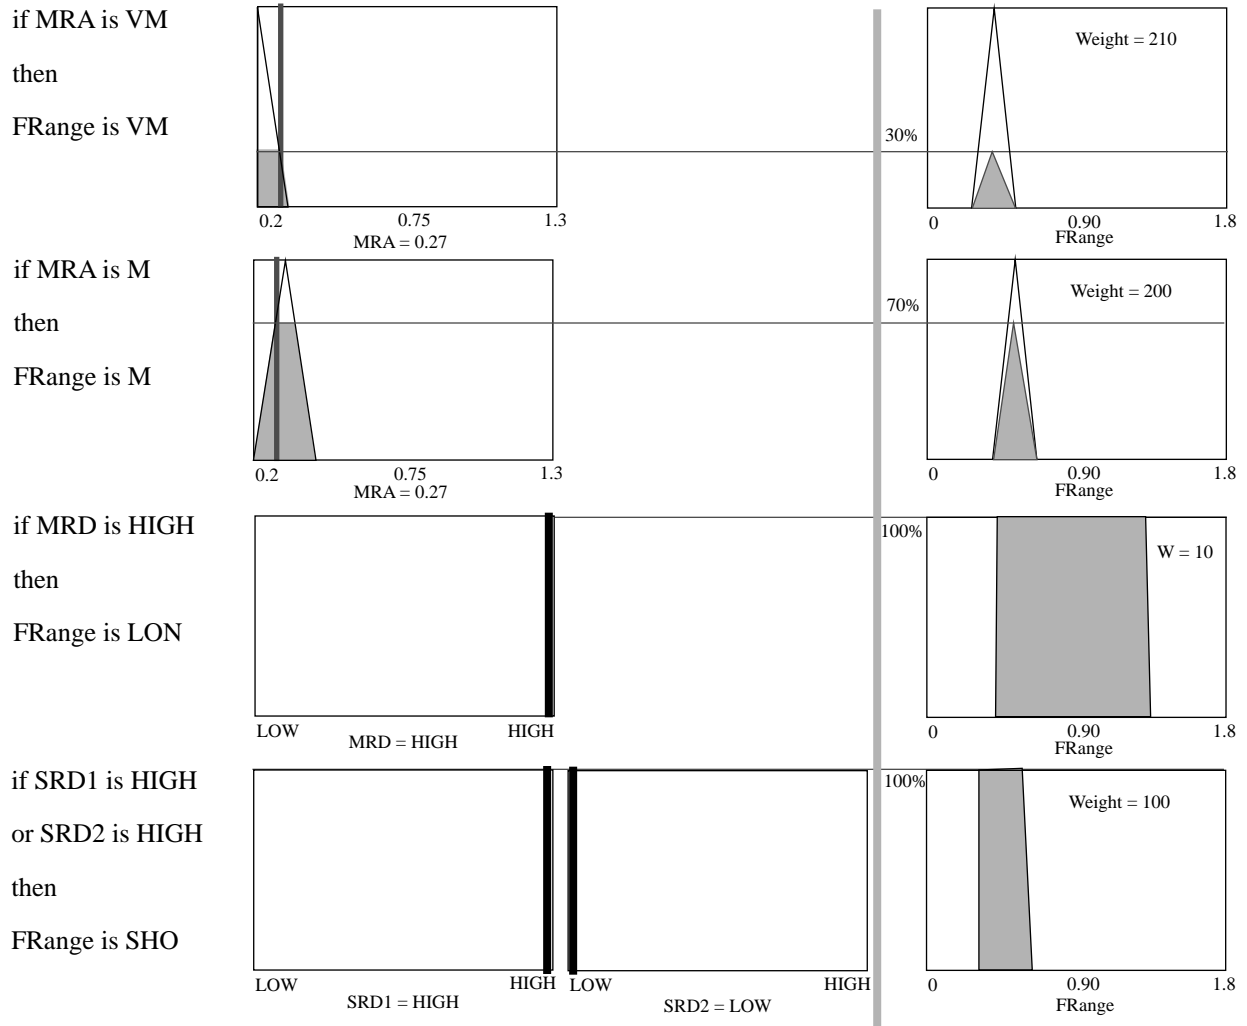 if MRA is VM
then
FRange is VM
0.2 0.75 1.3
MRA = 0.27
30%
Weight = 210
0 0.90 1.8
FRange
if MRA is M
then
FRange is M
0.2 0.75 1.3
MRA = 0.27
70%
Weight = 200
0 0.90 1.8
FRange
if MRD is HIGH
then
FRange is LON
LOW HIGH
MRD = HIGH
100%
W = 10
0 0.90 1.8
FRange
if SRD1 is HIGH
or SRD2 is HIGH
then
FRange is SHO
LOW HIGH
SRD1 = HIGH
LOW HIGH
SRD2 = LOW
100%
Weight = 100
0 0.90 1.8
FRange